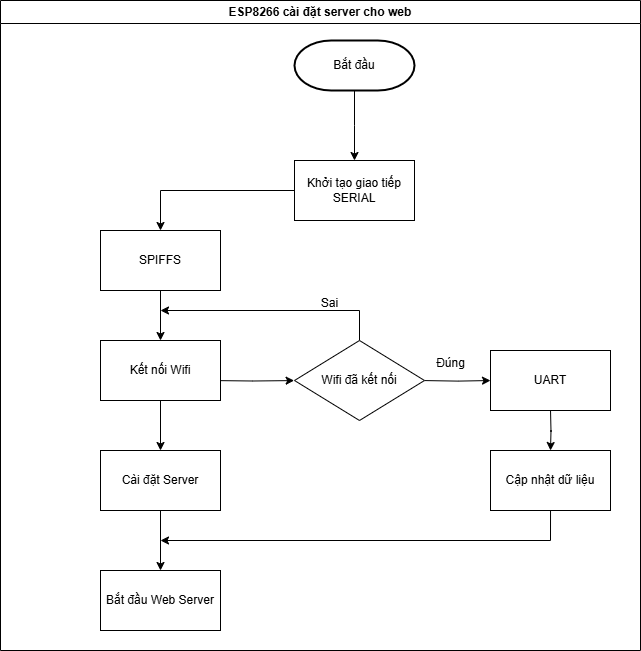 ESP8266 cài đặt server cho web
Bắt đầu
Khởi tạo giao tiếp
SERIAL
SPIFFS
Sai
Kết nối Wifi
Wifi đã kết nối
Đúng
UART
Cài đặt Server
Cập nhật dữ liệu
Bắt đầu Web Server